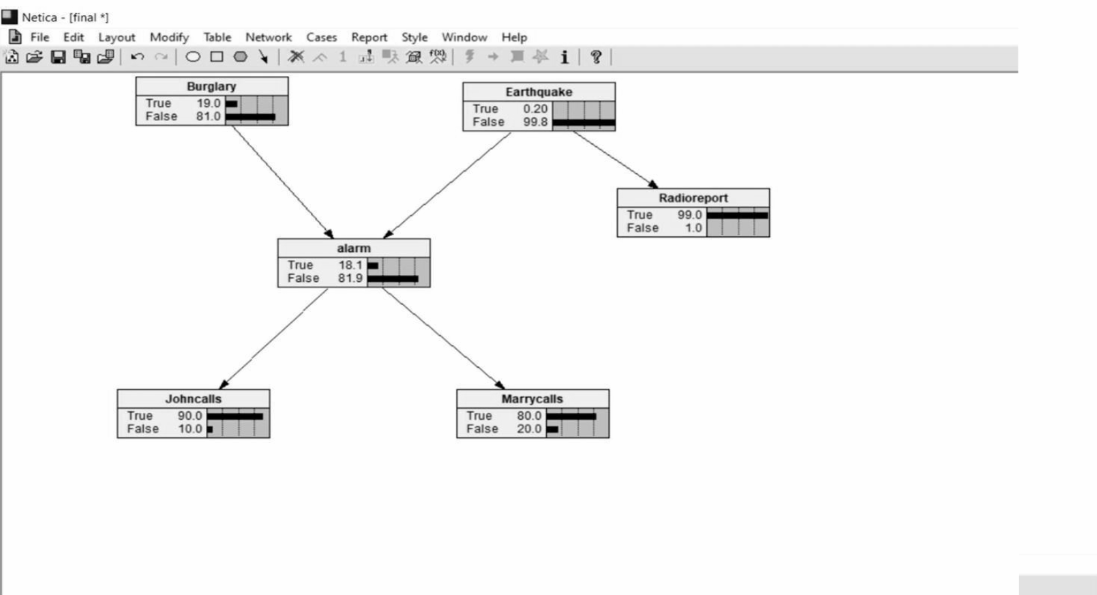 Netica - [final *]
File Edit Layout Modify Table Network Cases Report Style Window Help
Burglary
True 19.0
False 81.0
Earthquake
True 0.20
False 99.8
Radioreport
True 99.0
False 1.0
alarm
True 18.1
False 81.9
Johncalls
True 90.0
False 10.0
Marrycalls
True 80.0
False 20.0